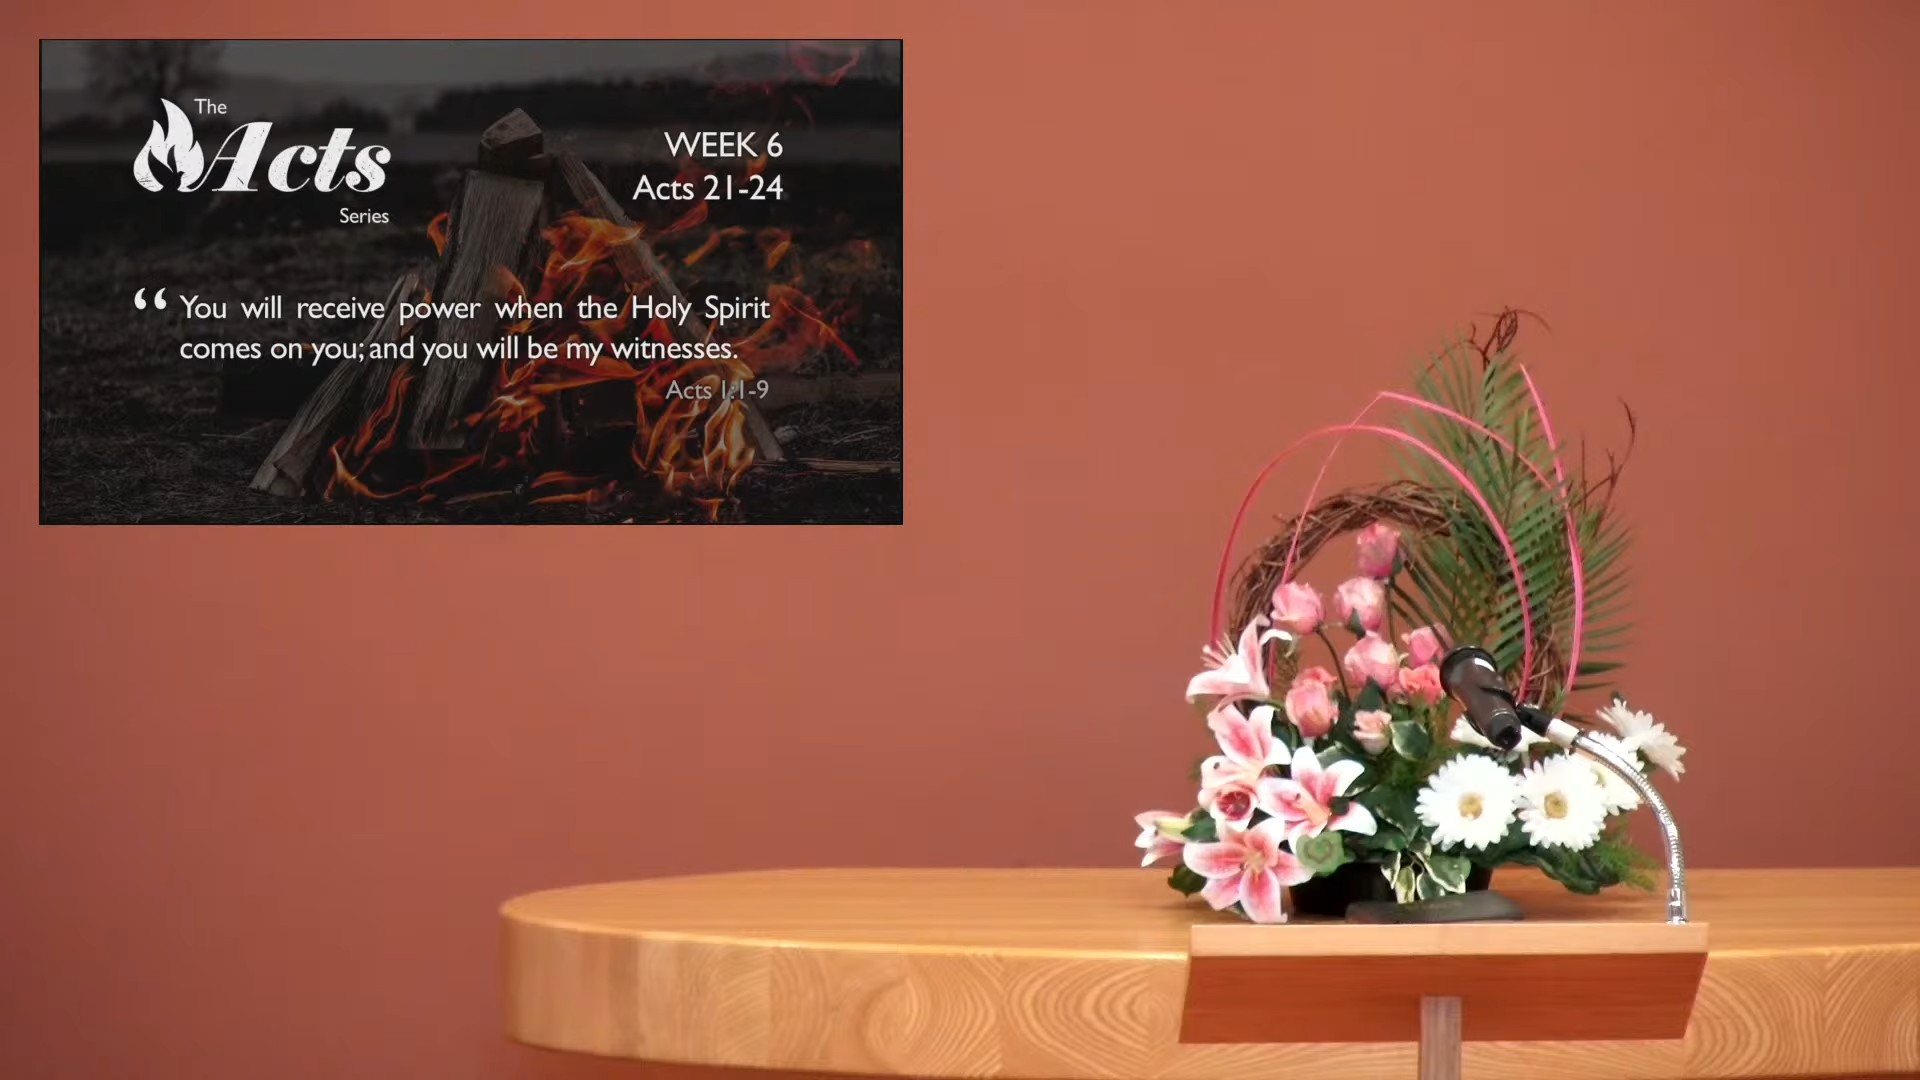 The
Acts
Series
WEEK 6
Acts 21-24
“ You will receive power when the Holy Spirit
comes on you; and you will be my witnesses.
Acts 1:1-9